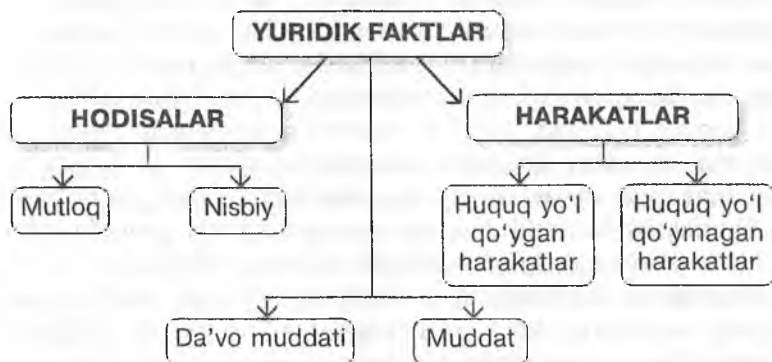 YURIDIK FAKTLAR
HODISALAR
HARAKATLAR
Mutloq
Nisbiy
Huquq yo'l
qo'ygan
harakatlar
Huquq yo'l
qo'ymagan
harakatlar
Da'vo muddati
Muddat